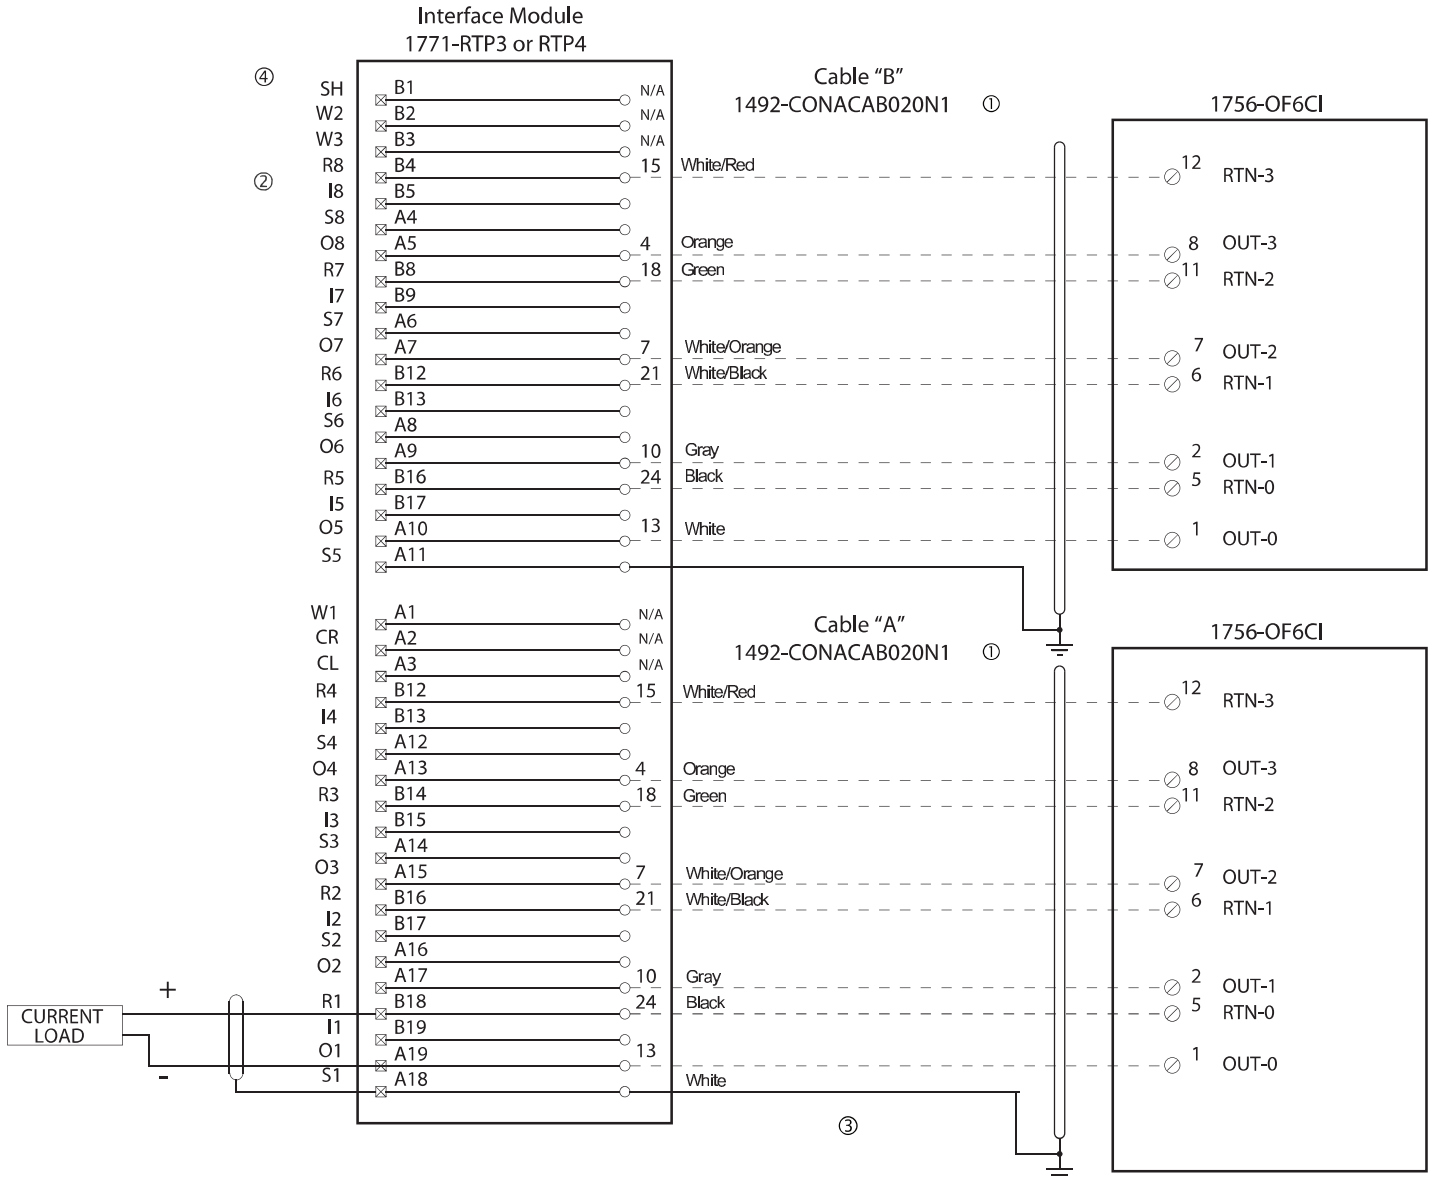 Interface Module
1771-RTP3 or RTP4
④ SH B1 N/A Cable "B"
W2 B2 N/A 1492-CONACAB020N1 ① 1756-OF6CI
W3 B3 N/A
R8 B4 15 White/Red 12 RTN-3
② I8 B5
S8 A4
O8 A5 4 Orange 8 OUT-3
R7 B8 18 Green 11 RTN-2
I7 B9
S7 A6
O7 A7 7 White/Orange 7 OUT-2
R6 B12 21 White/Black 6 RTN-1
I6 B13
S6 A8
O6 A9 10 Gray 2 OUT-1
R5 B16 24 Black 5 RTN-0
I5 B17
O5 A10 13 White 1 OUT-0
S5 A11
W1 A1 N/A Cable "A"
CR A2 N/A 1492-CONACAB020N1 ① 1756-OF6CI
CL A3 N/A
R4 B12 15 White/Red 12 RTN-3
I4 B13
S4 A12
O4 A13 4 Orange 8 OUT-3
R3 B14 18 Green 11 RTN-2
I3 B15
S3 A14
O3 A15 7 White/Orange 7 OUT-2
R2 B16 21 White/Black 6 RTN-1
I2 B17
S2 A16
O2 A17 10 Gray 2 OUT-1
+ R1 B18 24 Black 5 RTN-0
CURRENT
LOAD
I1 B19
O1 A19 13 1 OUT-0
- S1 A18 White
③